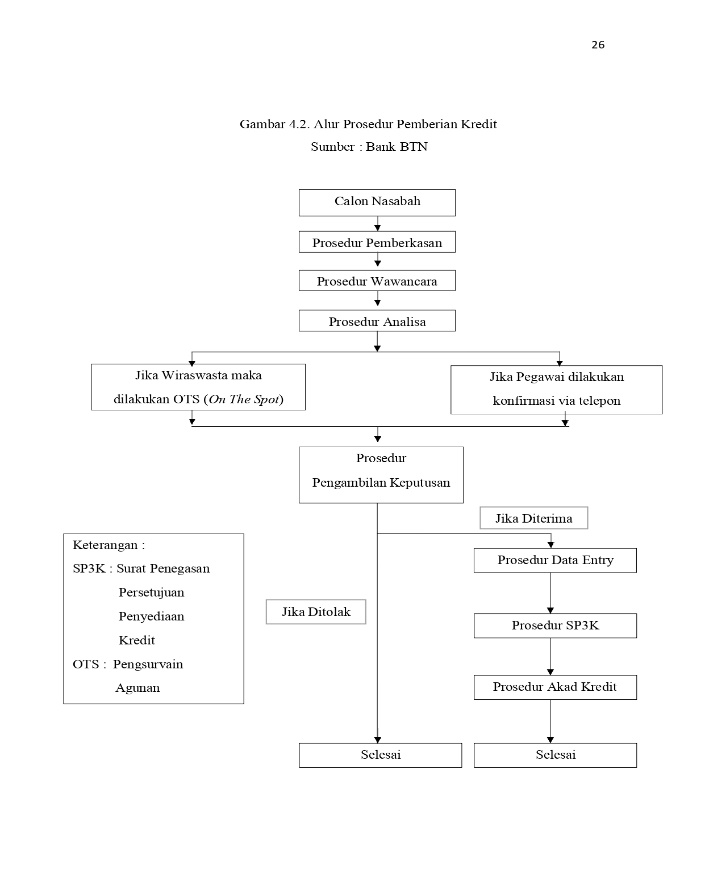 26
Gambar 4.2. Alur Prosedur Pemberian Kredit
Sumber : Bank BTN
Calon Nasabah
Prosedur Pemberkasan
Prosedur Wawancara
Prosedur Analisa
Jika Wiraswasta maka
dilakukan OTS (On The Spot)
Jika Pegawai dilakukan
konfirmasi via telepon
Prosedur
Pengambilan Keputusan
Jika Diterima
Keterangan :
SP3K : Surat Penegasan
Persetujuan
Penyediaan
Kredit
OTS : Pengsurvain
Agunan
Jika Ditolak
Prosedur Data Entry
Prosedur SP3K
Prosedur Akad Kredit
Selesai
Selesai